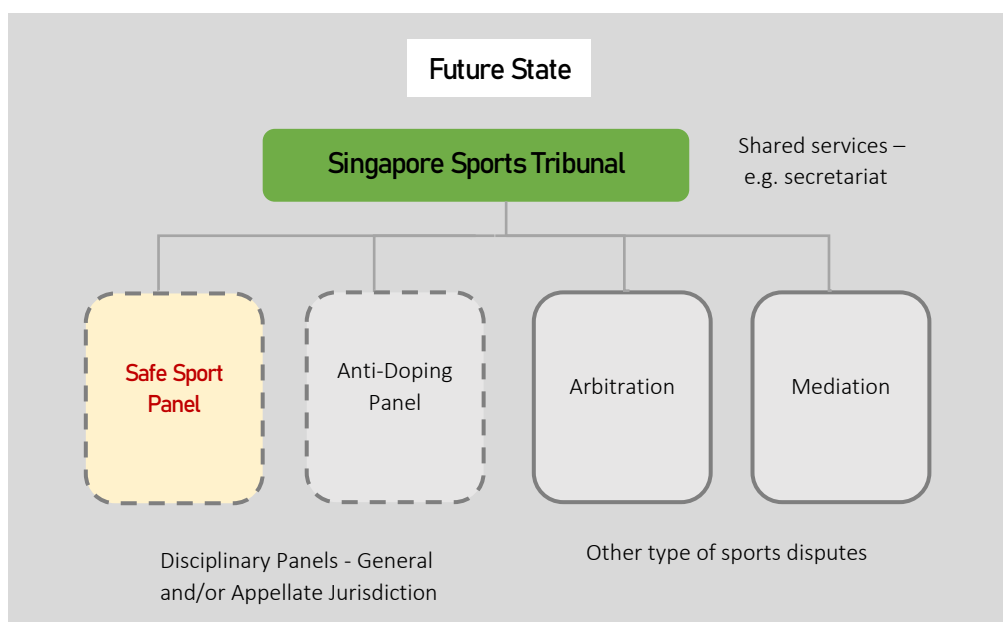 Future State
Singapore Sports Tribunal
Shared services –
e.g. secretariat
Safe Sport
Panel
Anti-Doping
Panel
Arbitration
Mediation
Disciplinary Panels - General
and/or Appellate Jurisdiction
Other type of sports disputes